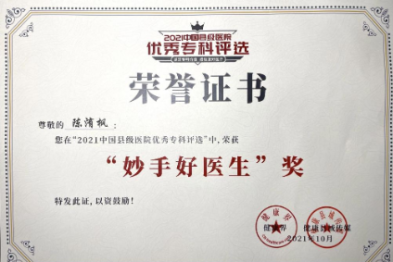 2021中国县级医院
优秀专科评选
荣誉证书
尊敬的 陈清枫：
您在“2021中国县级医院优秀专科评选”中，荣获
“妙手好医生”奖
特发此证，以资鼓励！
健康界
2021年10月